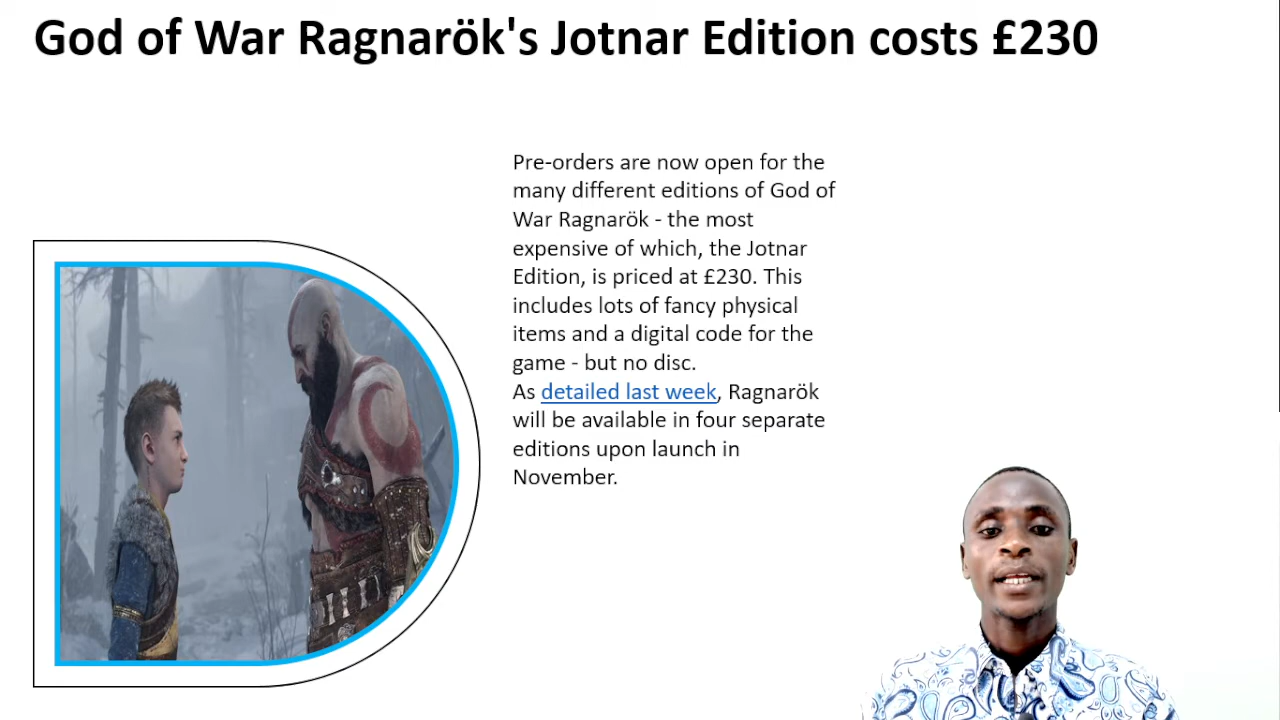 God of War Ragnarök's Jotnar Edition costs £230
Pre-orders are now open for the
many different editions of God of
War Ragnarök - the most
expensive of which, the Jotnar
Edition, is priced at £230. This
includes lots of fancy physical
items and a digital code for the
game - but no disc.
As detailed last week, Ragnarök
will be available in four separate
editions upon launch in
November.